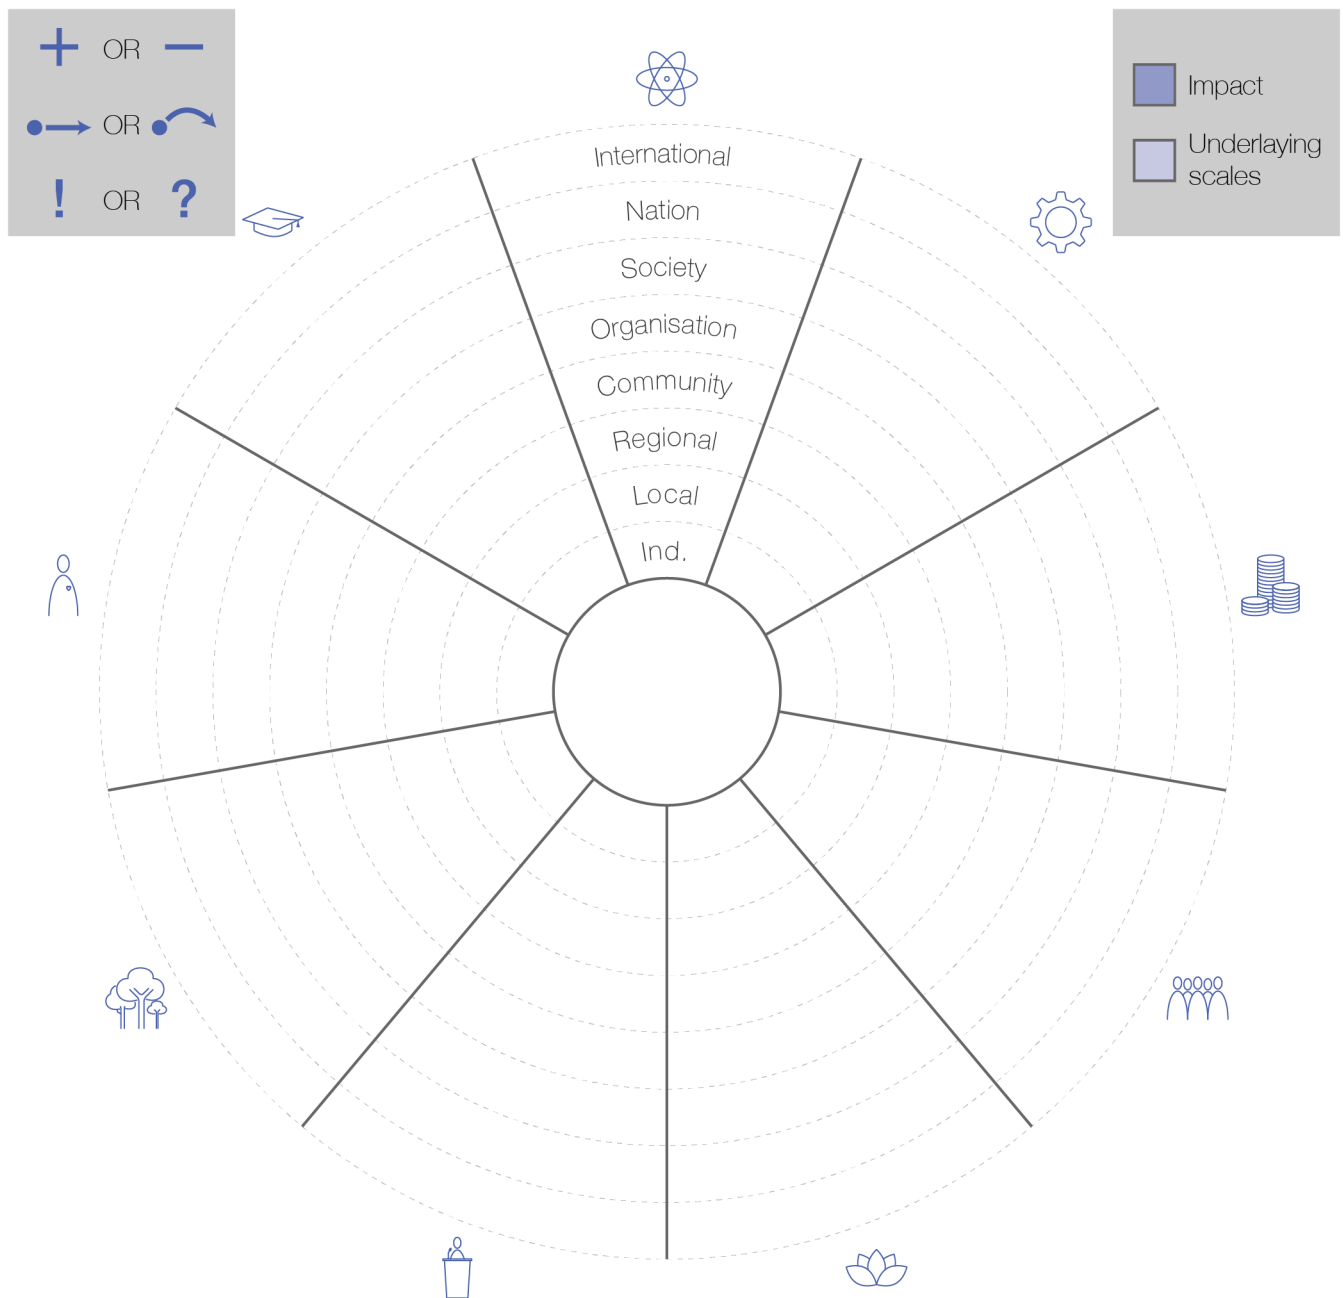 + OR −
OR
! OR ?
Impact
Underlaying
scales
International
Nation
Society
Organisation
Community
Regional
Local
Ind.